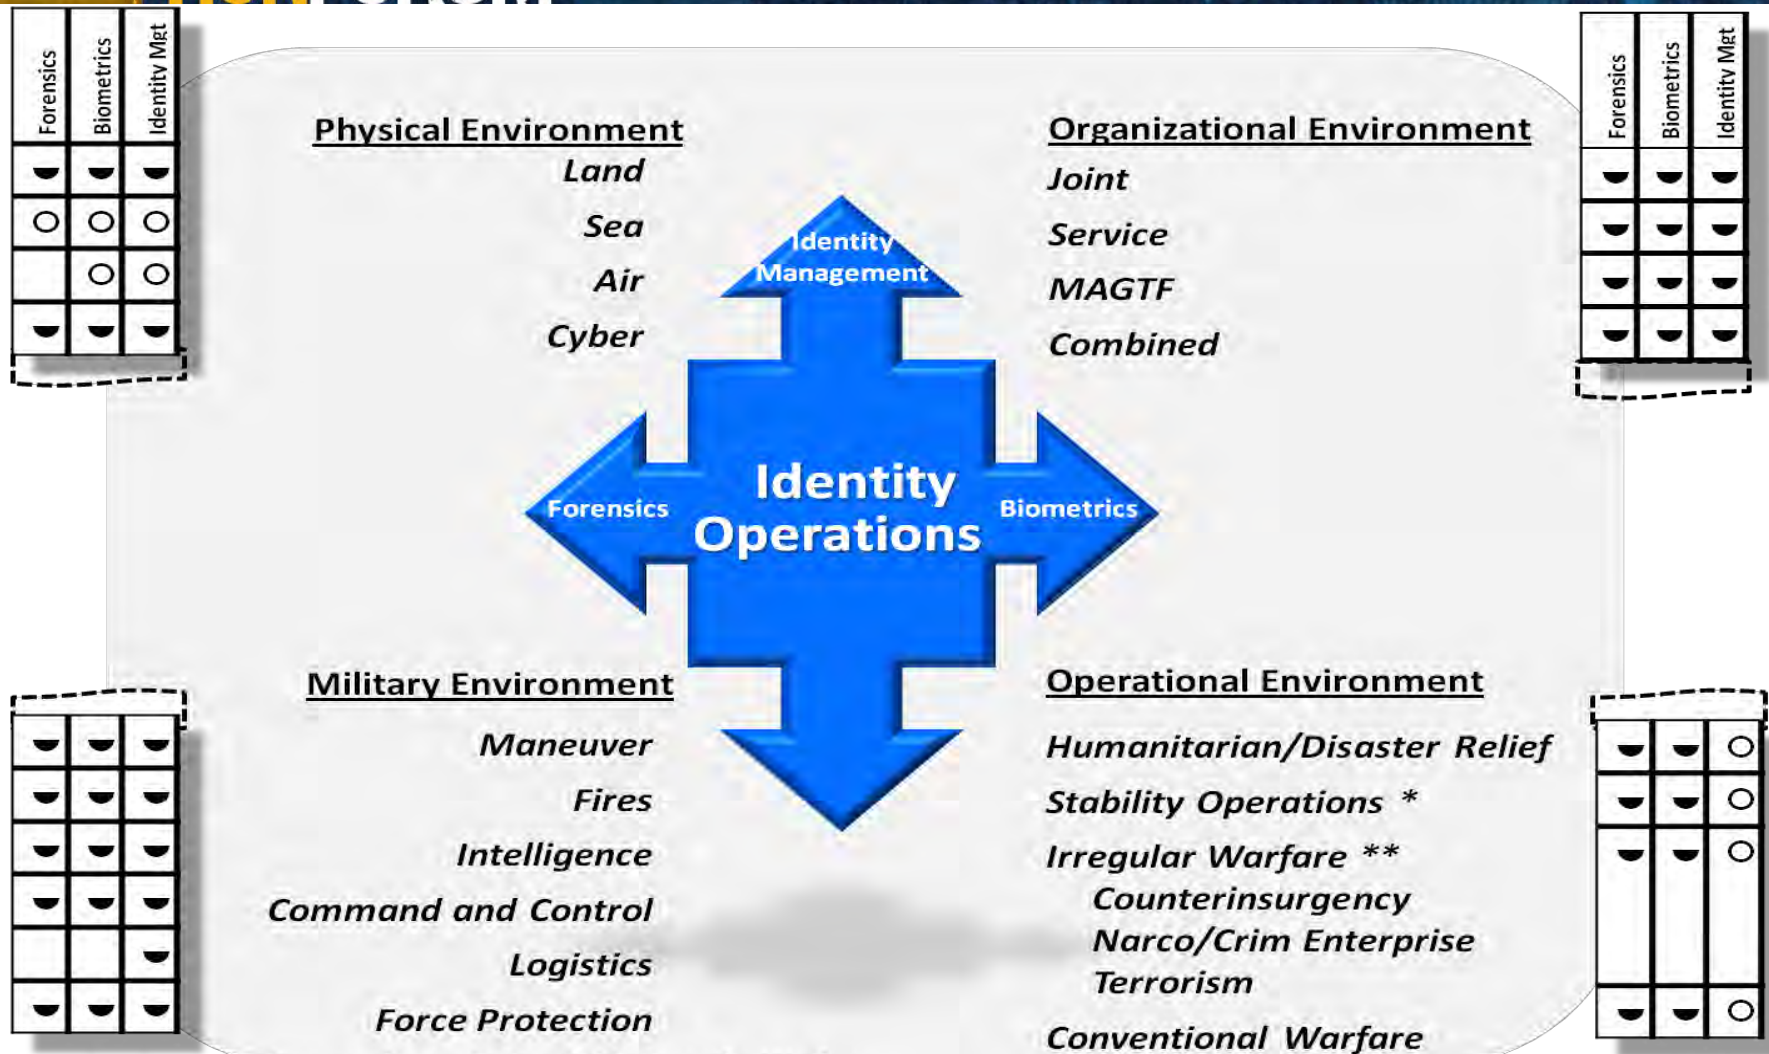 Forensics
Biometrics
Identity Mgt
Forensics
Biometrics
Identity Mgt
Physical Environment
Land
Sea
Air
Cyber
Organizational Environment
Joint
Service
MAGTF
Combined
Identity
Management
Forensics
Identity
Operations
Biometrics
Military Environment
Maneuver
Fires
Intelligence
Command and Control
Logistics
Force Protection
Operational Environment
Humanitarian/Disaster Relief
Stability Operations *
Irregular Warfare **
Counterinsurgency
Narco/Crim Enterprise
Terrorism
Conventional Warfare